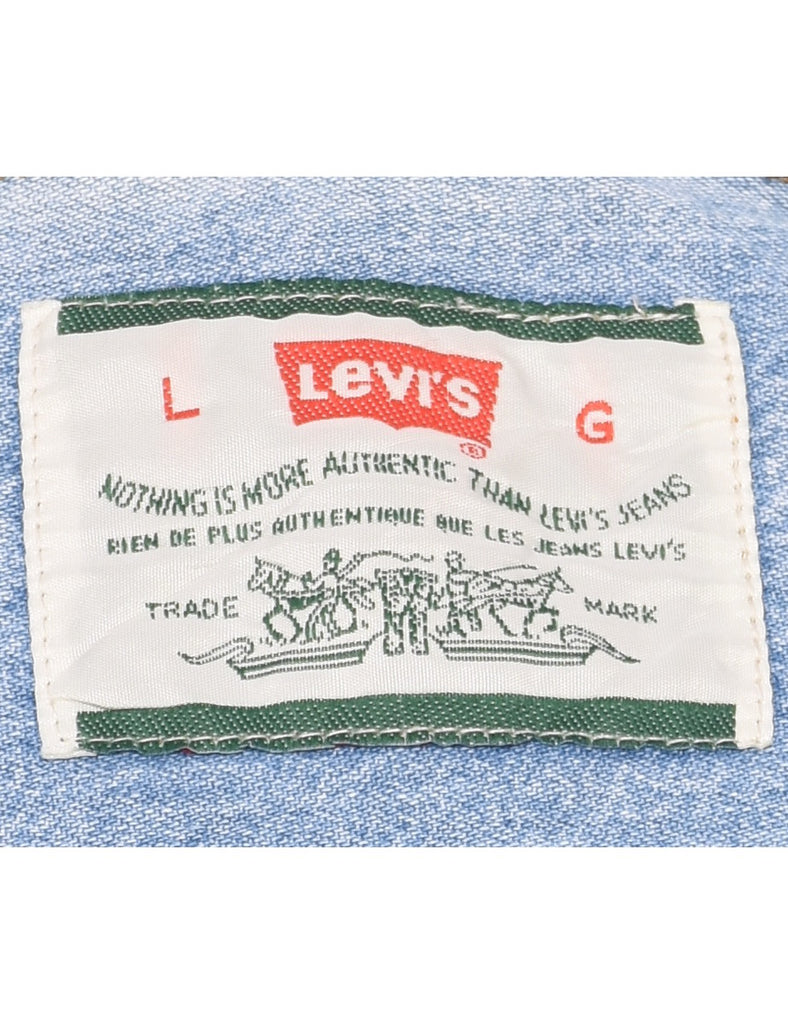 Levi's
L G
®
NOTHING IS MORE AUTHENTIC THAN LEVI'S JEANS
RIEN DE PLUS AUTHENTIQUE QUE LES JEANS LEVI'S
TRADE MARK